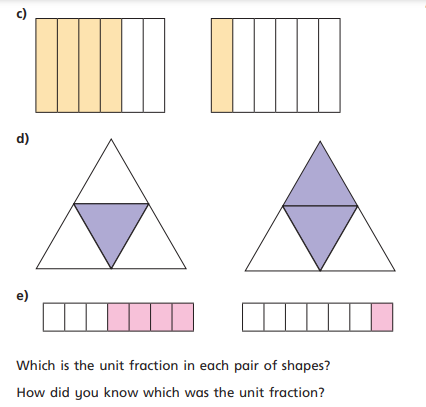 c)
d)
e)
Which is the unit fraction in each pair of shapes?
How did you know which was the unit fraction?